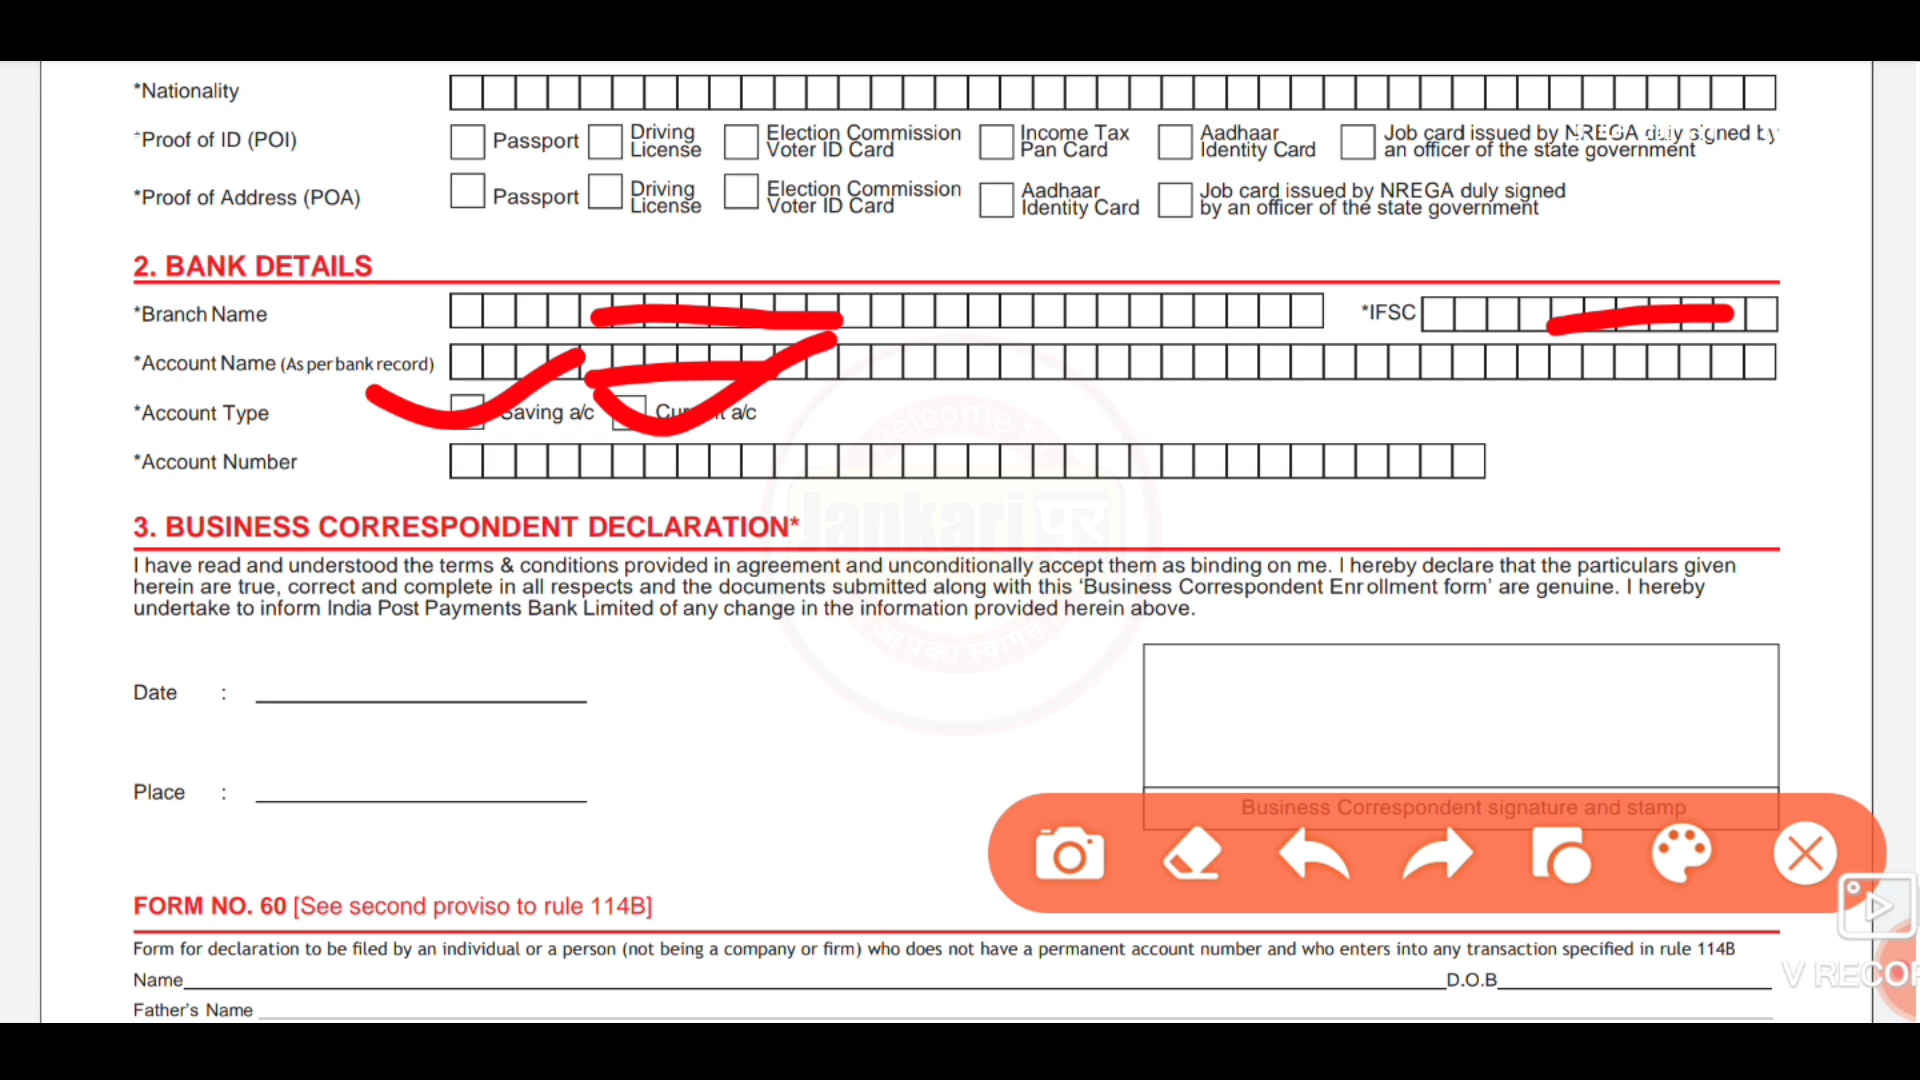 *Nationality
*Proof of ID (POI) Passport Driving License Election Commission Voter ID Card Income Tax Pan Card Aadhaar Identity Card Job card issued by NREGA duly signed by an officer of the state government
*Proof of Address (POA) Passport Driving License Election Commission Voter ID Card Aadhaar Identity Card Job card issued by NREGA duly signed by an officer of the state government
2. BANK DETAILS
*Branch Name *IFSC
*Account Name (As per bank record)
*Account Type Saving a/c Current a/c
*Account Number
welcome to
Jankari पुर
आपका स्वागत
3. BUSINESS CORRESPONDENT DECLARATION*
I have read and understood the terms & conditions provided in agreement and unconditionally accept them as binding on me. I hereby declare that the particulars given
herein are true, correct and complete in all respects and the documents submitted along with this ‘Business Correspondent Enrollment form’ are genuine. I hereby
undertake to inform India Post Payments Bank Limited of any change in the information provided herein above.
Date :
Place :
Business Correspondent signature and stamp
FORM NO. 60 [See second proviso to rule 114B]
Form for declaration to be filed by an individual or a person (not being a company or firm) who does not have a permanent account number and who enters into any transaction specified in rule 114B
Name D.O.B
Father’s Name
V RECOR